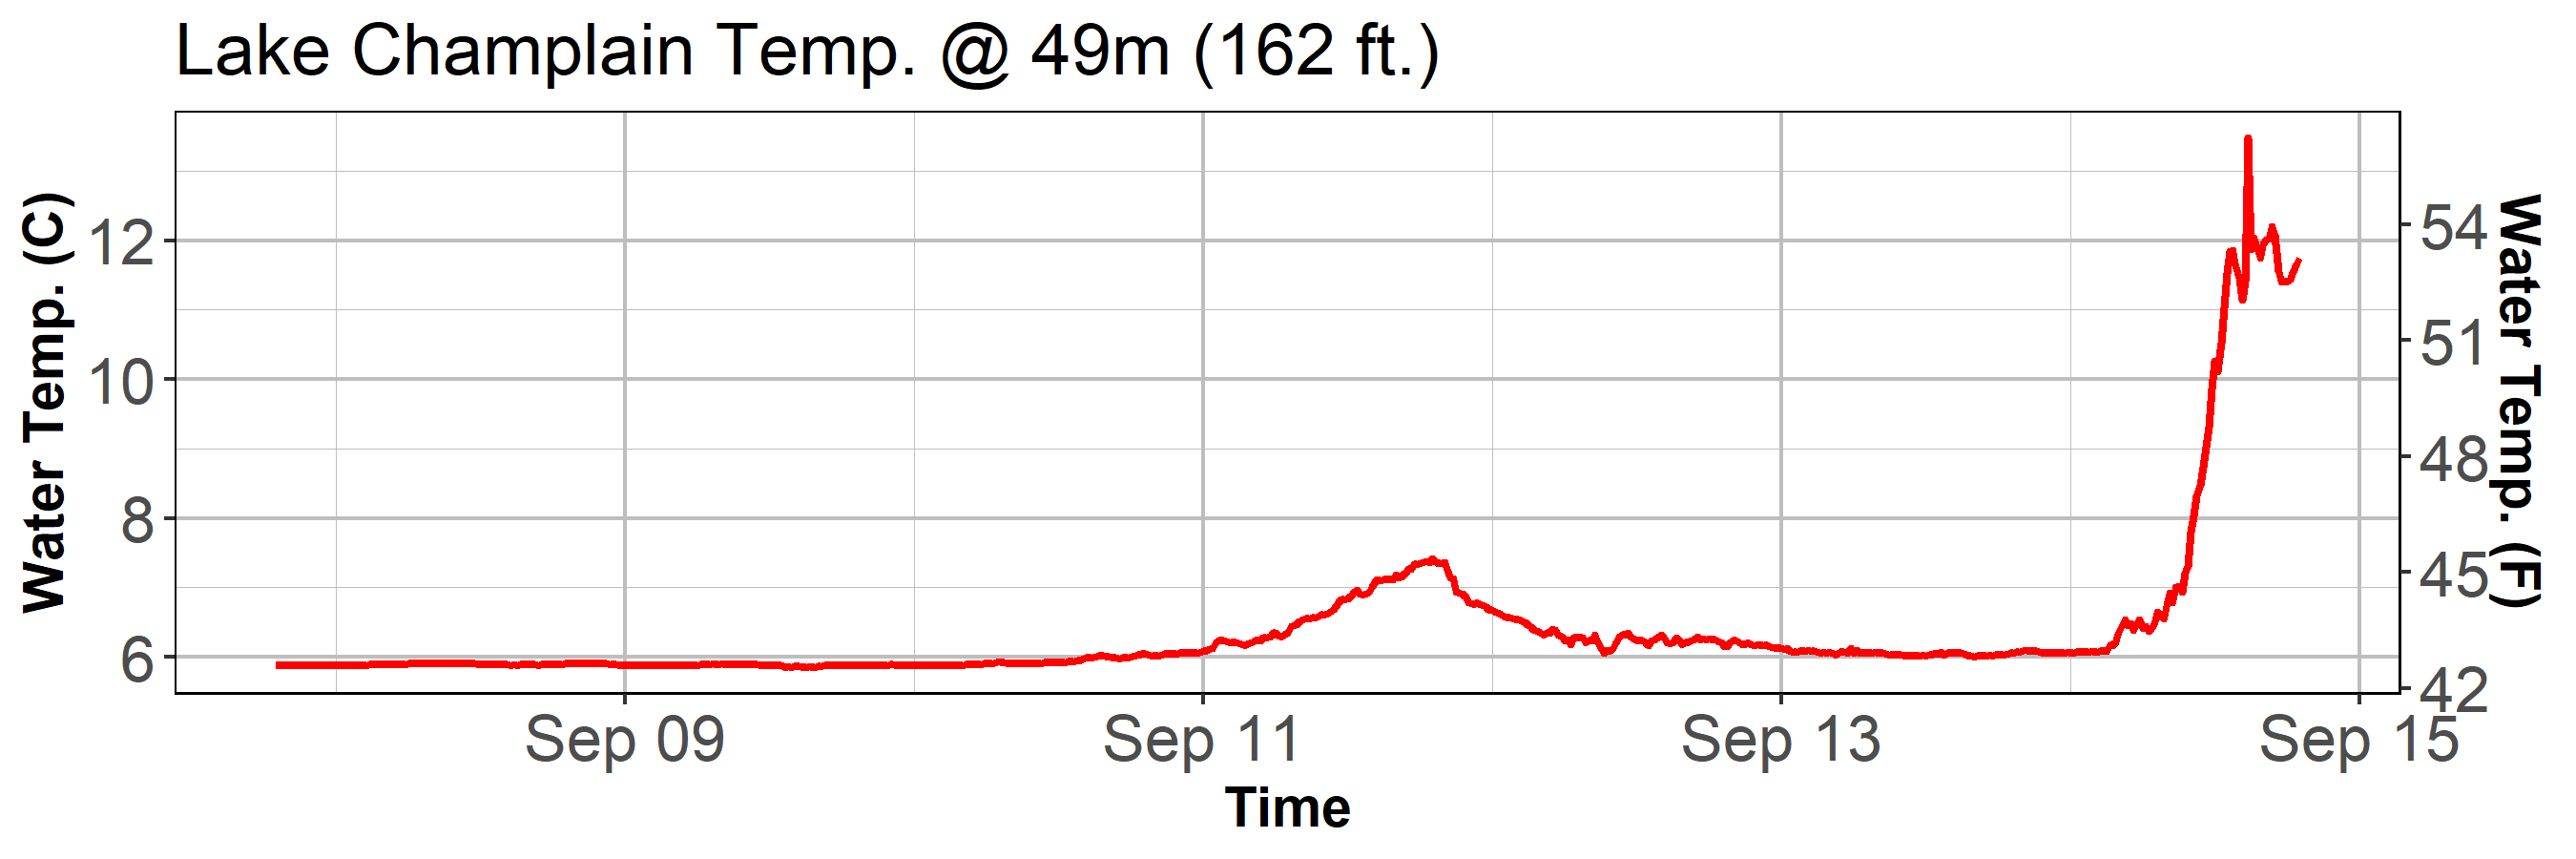 Lake Champlain Temp. @ 49m (162 ft.)
Water Temp. (C)
12
10
8
6
54
51
48
45
42
Water Temp. (F)
Sep 09 Sep 11 Sep 13 Sep 15
Time